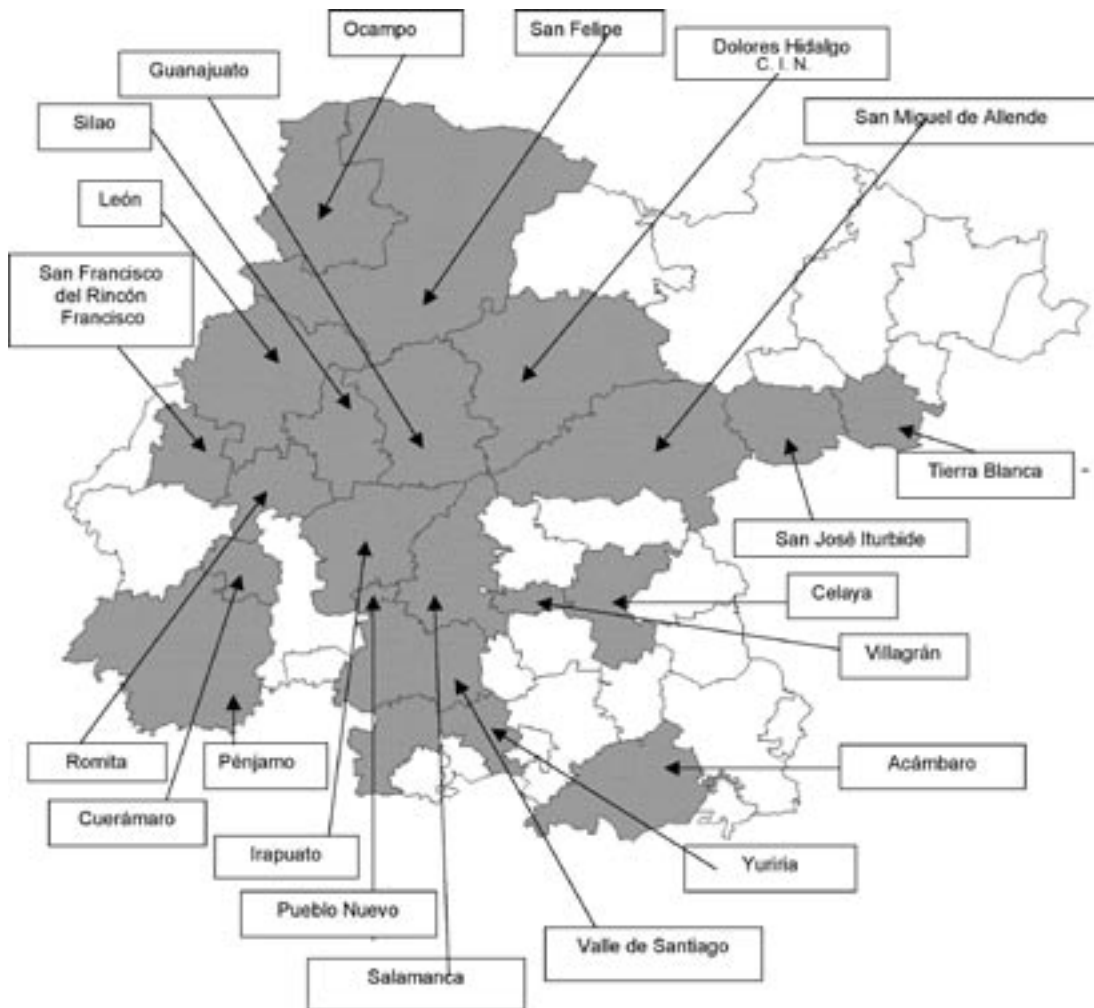 Ocampo
San Felipe
Dolores Hidalgo
C. I. N.
Guanajuato
San Miguel de Allende
Silao
León
San Francisco
del Rincón
Francisco
Tierra Blanca
-
San José Iturbide
Celaya
Villagrán
Romita
Pénjamo
Acámbaro
Cuerámaro
Irapuato
Yuriria
Pueblo Nuevo
Valle de Santiago
Salamanca